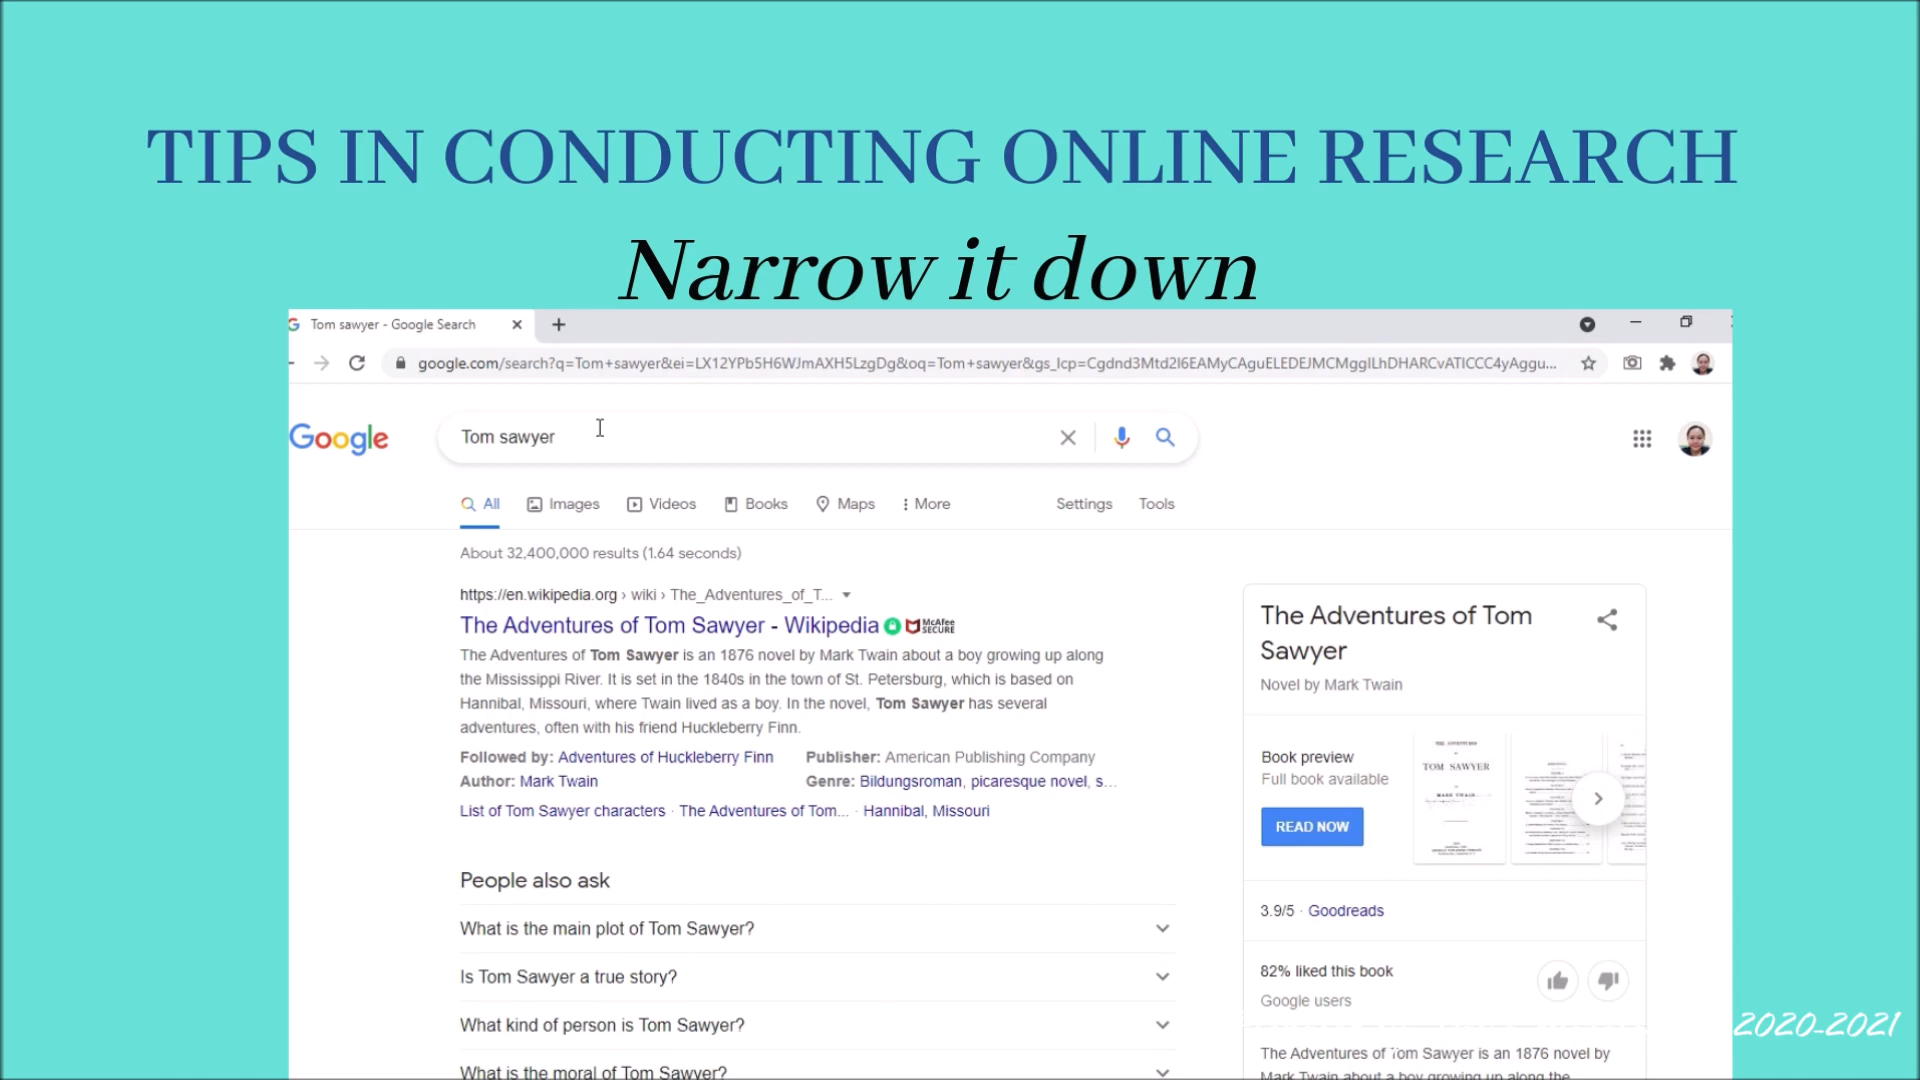 TIPS IN CONDUCTING ONLINE RESEARCH
Narrow it down
Tom sawyer - Google Search
google.com/search?q=Tom+sawyer&ei=LX12YPb5H6WJmAXH5LzgDg&oq=Tom+sawyer&gs_lcp=Cgdnd3Mtd2l6EAMyCAguELEDEJMCMggILhDHARCvATICCC4yAggu...
Google
Tom sawyer
All Images Videos Books Maps More Settings Tools
About 32,400,000 results (1.64 seconds)
https://en.wikipedia.org › wiki › The_Adventures_of_T...
The Adventures of Tom Sawyer - Wikipedia McAfee SECURE
The Adventures of Tom Sawyer is an 1876 novel by Mark Twain about a boy growing up along
the Mississippi River. It is set in the 1840s in the town of St. Petersburg, which is based on
Hannibal, Missouri, where Twain lived as a boy. In the novel, Tom Sawyer has several
adventures, often with his friend Huckleberry Finn.
Followed by: Adventures of Huckleberry Finn Publisher: American Publishing Company
Author: Mark Twain Genre: Bildungsroman, picaresque novel, s...
List of Tom Sawyer characters · The Adventures of Tom... · Hannibal, Missouri
People also ask
What is the main plot of Tom Sawyer?
Is Tom Sawyer a true story?
What kind of person is Tom Sawyer?
What is the moral of Tom Sawyer?
The Adventures of Tom
Sawyer
Novel by Mark Twain
Book preview
Full book available
READ NOW
TOM SAWYER
MARK TWAIN
3.9/5 · Goodreads
82% liked this book
Google users
The Adventures of Tom Sawyer is an 1876 novel by
Mark Twain about a boy growing up along the
2020-2021